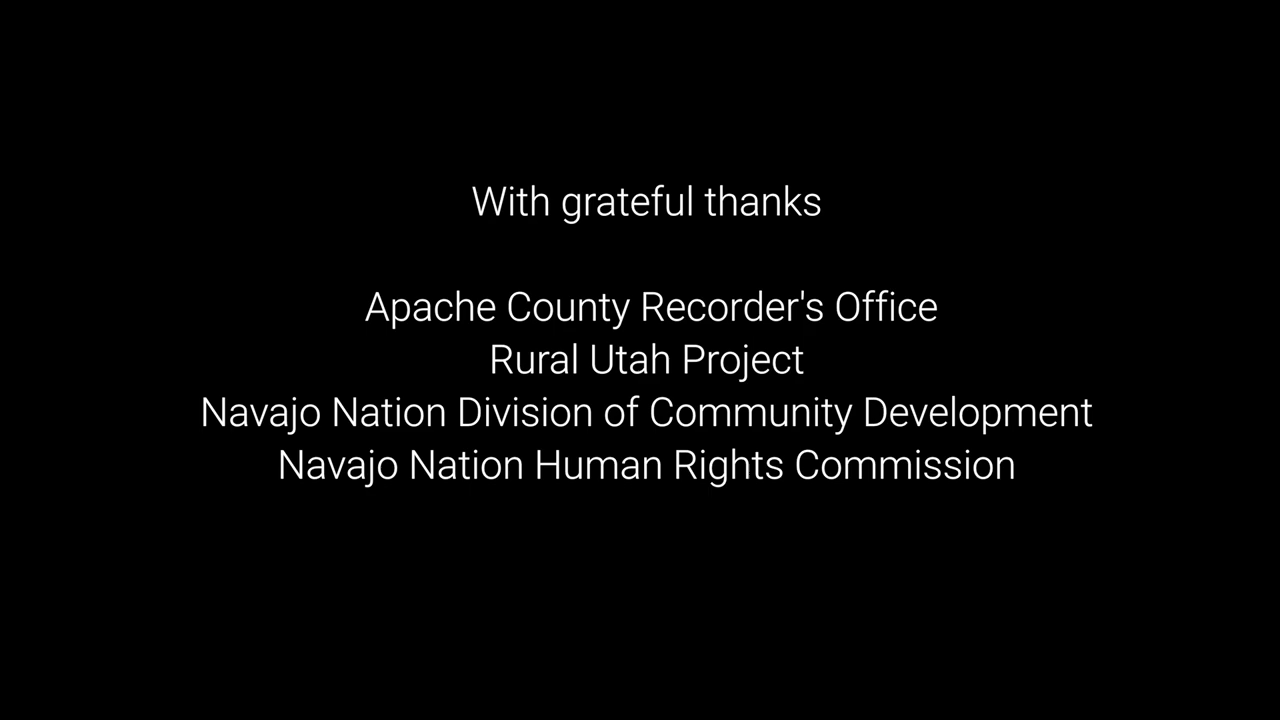 With grateful thanks
Apache County Recorder's Office
Rural Utah Project
Navajo Nation Division of Community Development
Navajo Nation Human Rights Commission